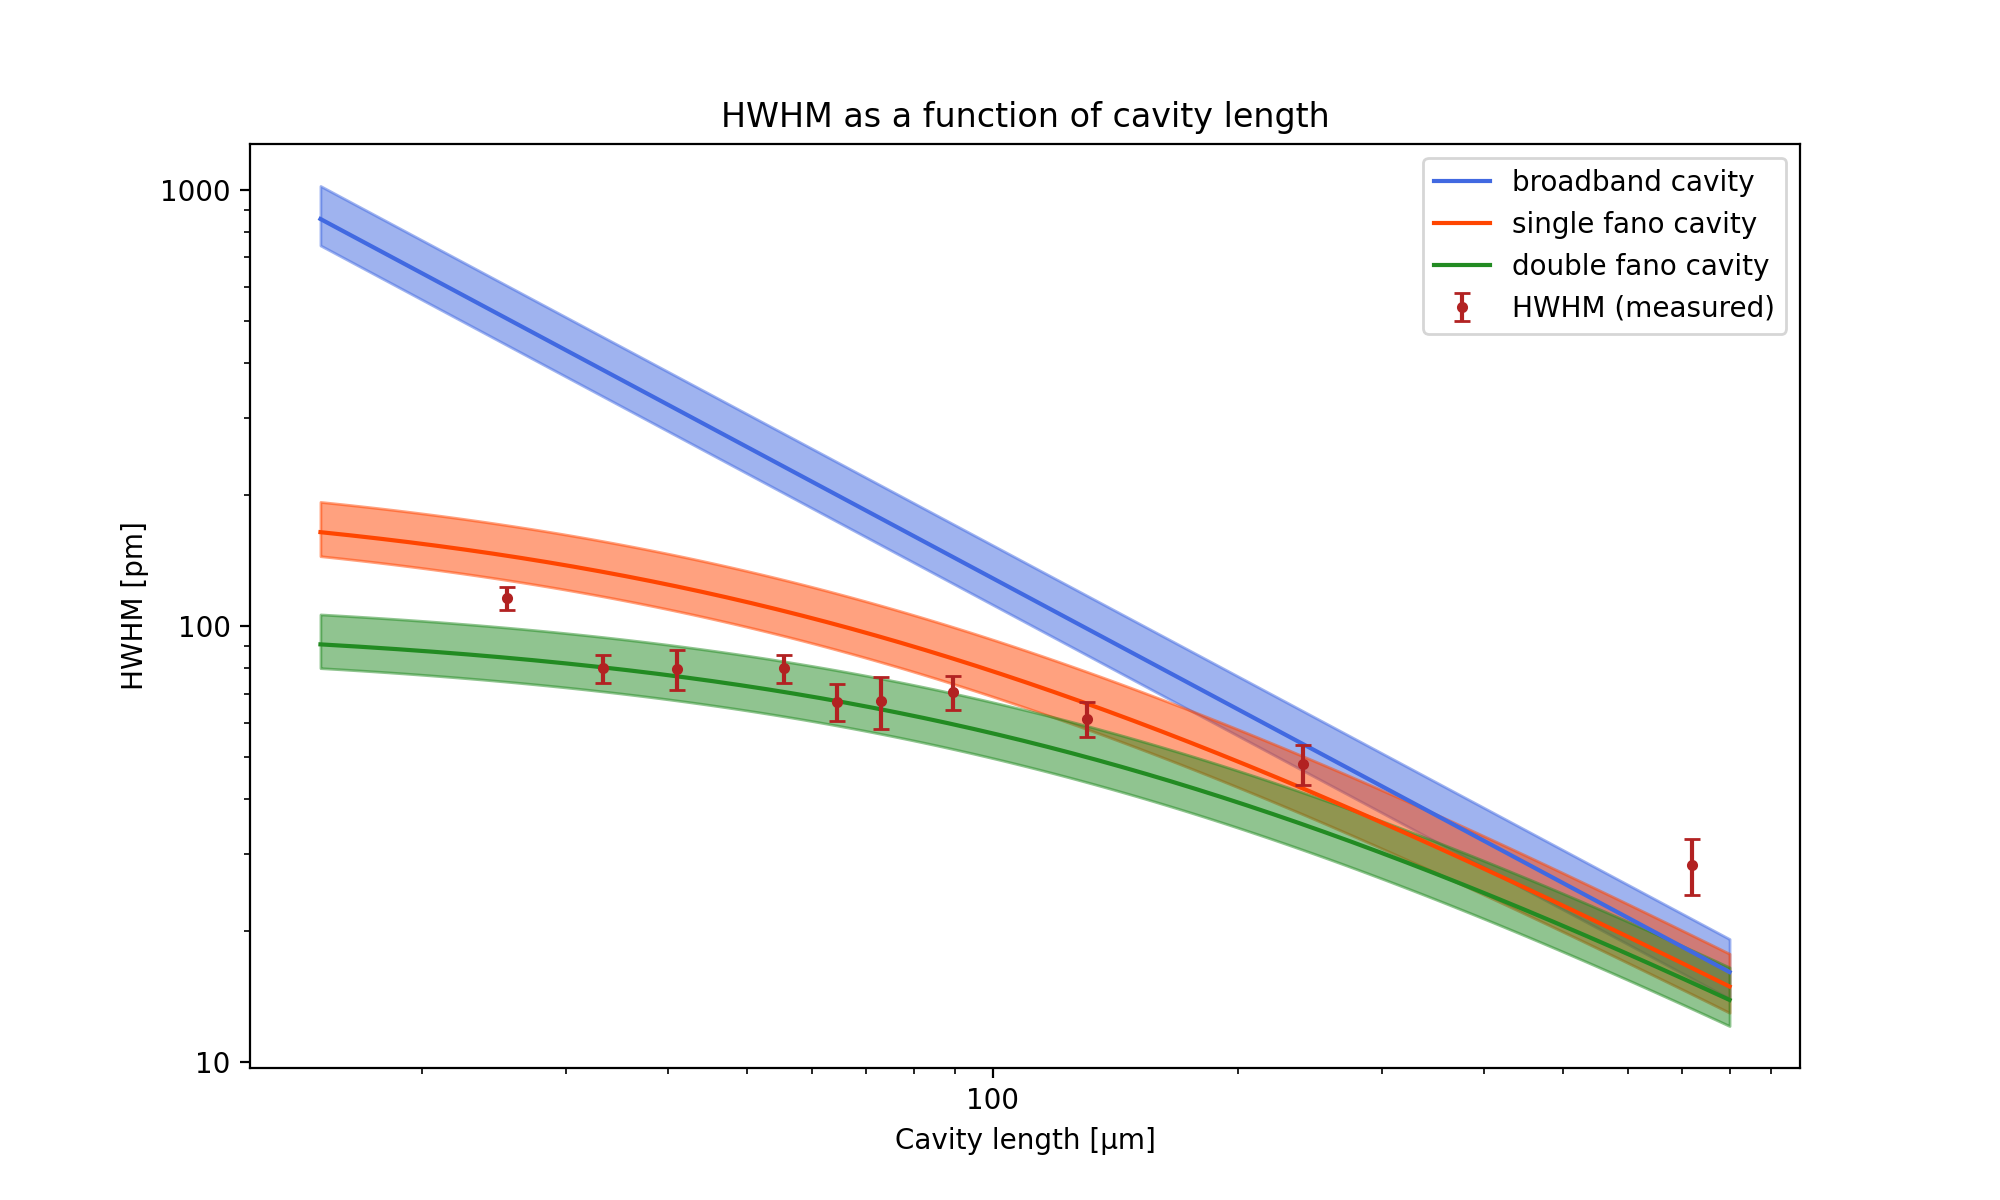 HWHM as a function of cavity length
broadband cavity
single fano cavity
double fano cavity
HWHM (measured)
1000
100
10
HWHM [pm]
100
Cavity length [μm]